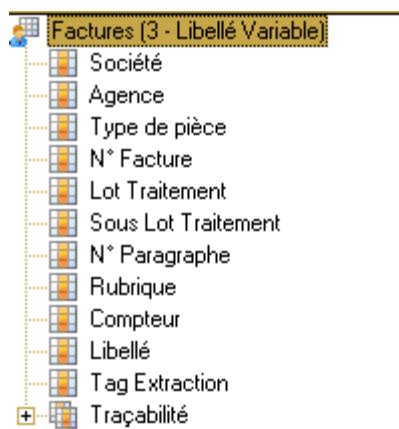 Factures (3 - Libellé Variable)
Société
Agence
Type de pièce
N° Facture
Lot Traitement
Sous Lot Traitement
N° Paragraphe
Rubrique
Compteur
Libellé
Tag Extraction
Traçabilité